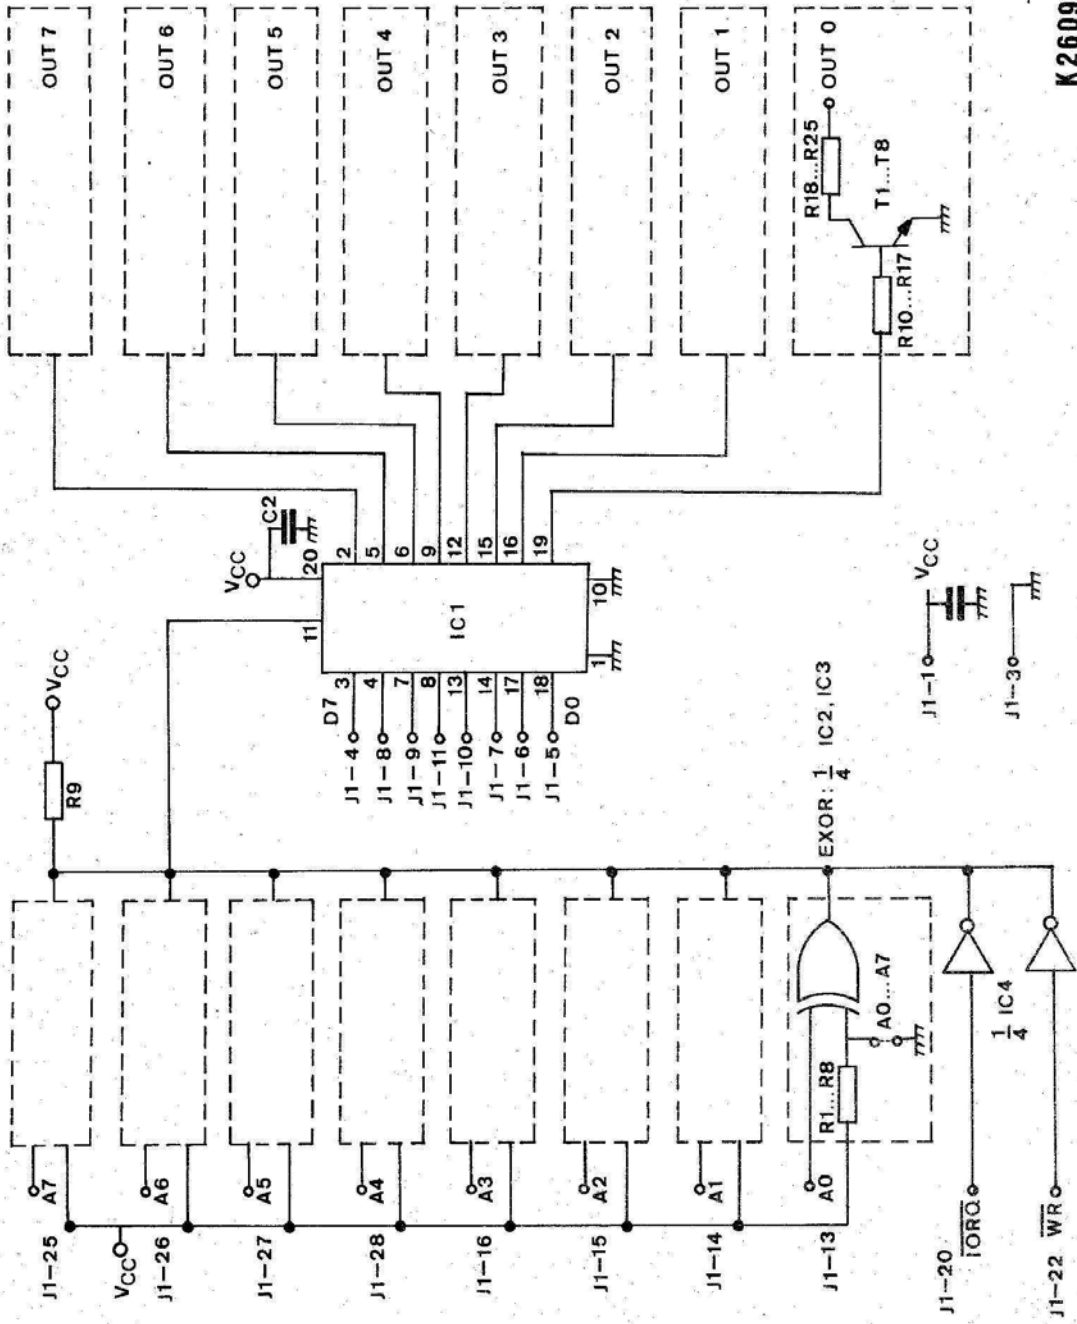 K2609
OUT 7
OUT 6
OUT 5
OUT 4
OUT 3
OUT 2
OUT 1
OUT 0
R18...R25
T1...T8
R10...R17
C2
VCC
20
2
5
6
9
12
15
16
19
11
IC1
10
1
3
4
7
8
13
14
17
18
D7
D0
J1-4
J1-8
J1-9
J1-11
J1-10
J1-7
J1-6
J1-5
VCC
R9
J1-1
VCC
J1-3
EXOR: 1/4 IC2, IC3
A0...A7
R1...R8
1/4 IC4
A7
A6
A5
A4
A3
A2
A1
A0
J1-25
VCC
J1-26
J1-27
J1-28
J1-16
J1-15
J1-14
J1-13
J1-20 IORQ
J1-22 WR